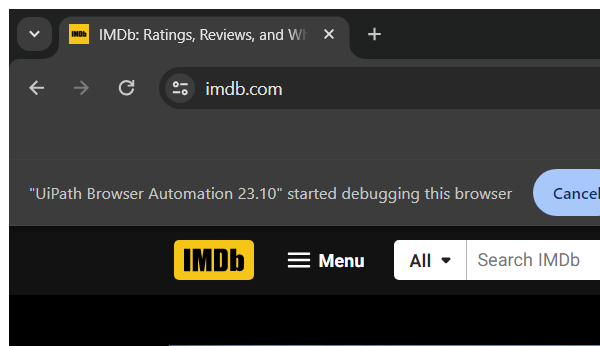 IMDb IMDb: Ratings, Reviews, and Wh
imdb.com
"UiPath Browser Automation 23.10" started debugging this browser Cancel
IMDb Menu All Search IMDb